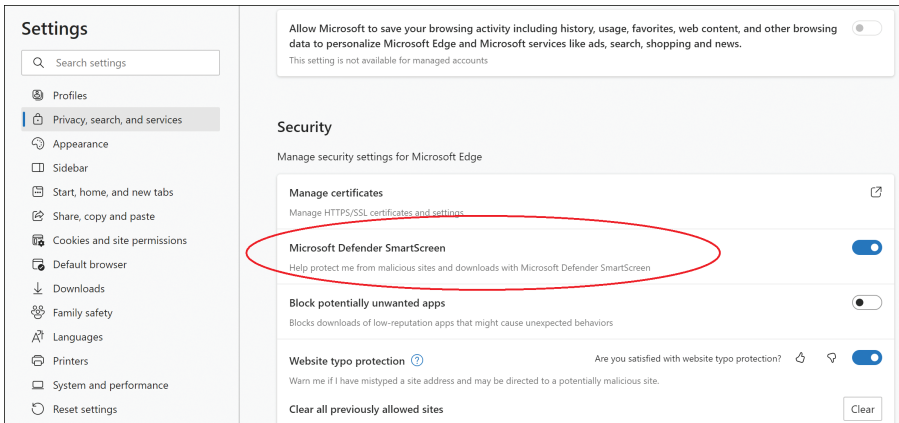 Settings
Search settings
Profiles
Privacy, search, and services
Appearance
Sidebar
Start, home, and new tabs
Share, copy and paste
Cookies and site permissions
Default browser
Downloads
Family safety
Languages
Printers
System and performance
Reset settings
Allow Microsoft to save your browsing activity including history, usage, favorites, web content, and other browsing
data to personalize Microsoft Edge and Microsoft services like ads, search, shopping and news.
This setting is not available for managed accounts
Security
Manage security settings for Microsoft Edge
Manage certificates
Manage HTTPS/SSL certificates and settings
Microsoft Defender SmartScreen
Help protect me from malicious sites and downloads with Microsoft Defender SmartScreen
Block potentially unwanted apps
Blocks downloads of low-reputation apps that might cause unexpected behaviors
Website typo protection ? Are you satisfied with website typo protection?
Warn me if I have mistyped a site address and may be directed to a potentially malicious site.
Clear all previously allowed sites Clear